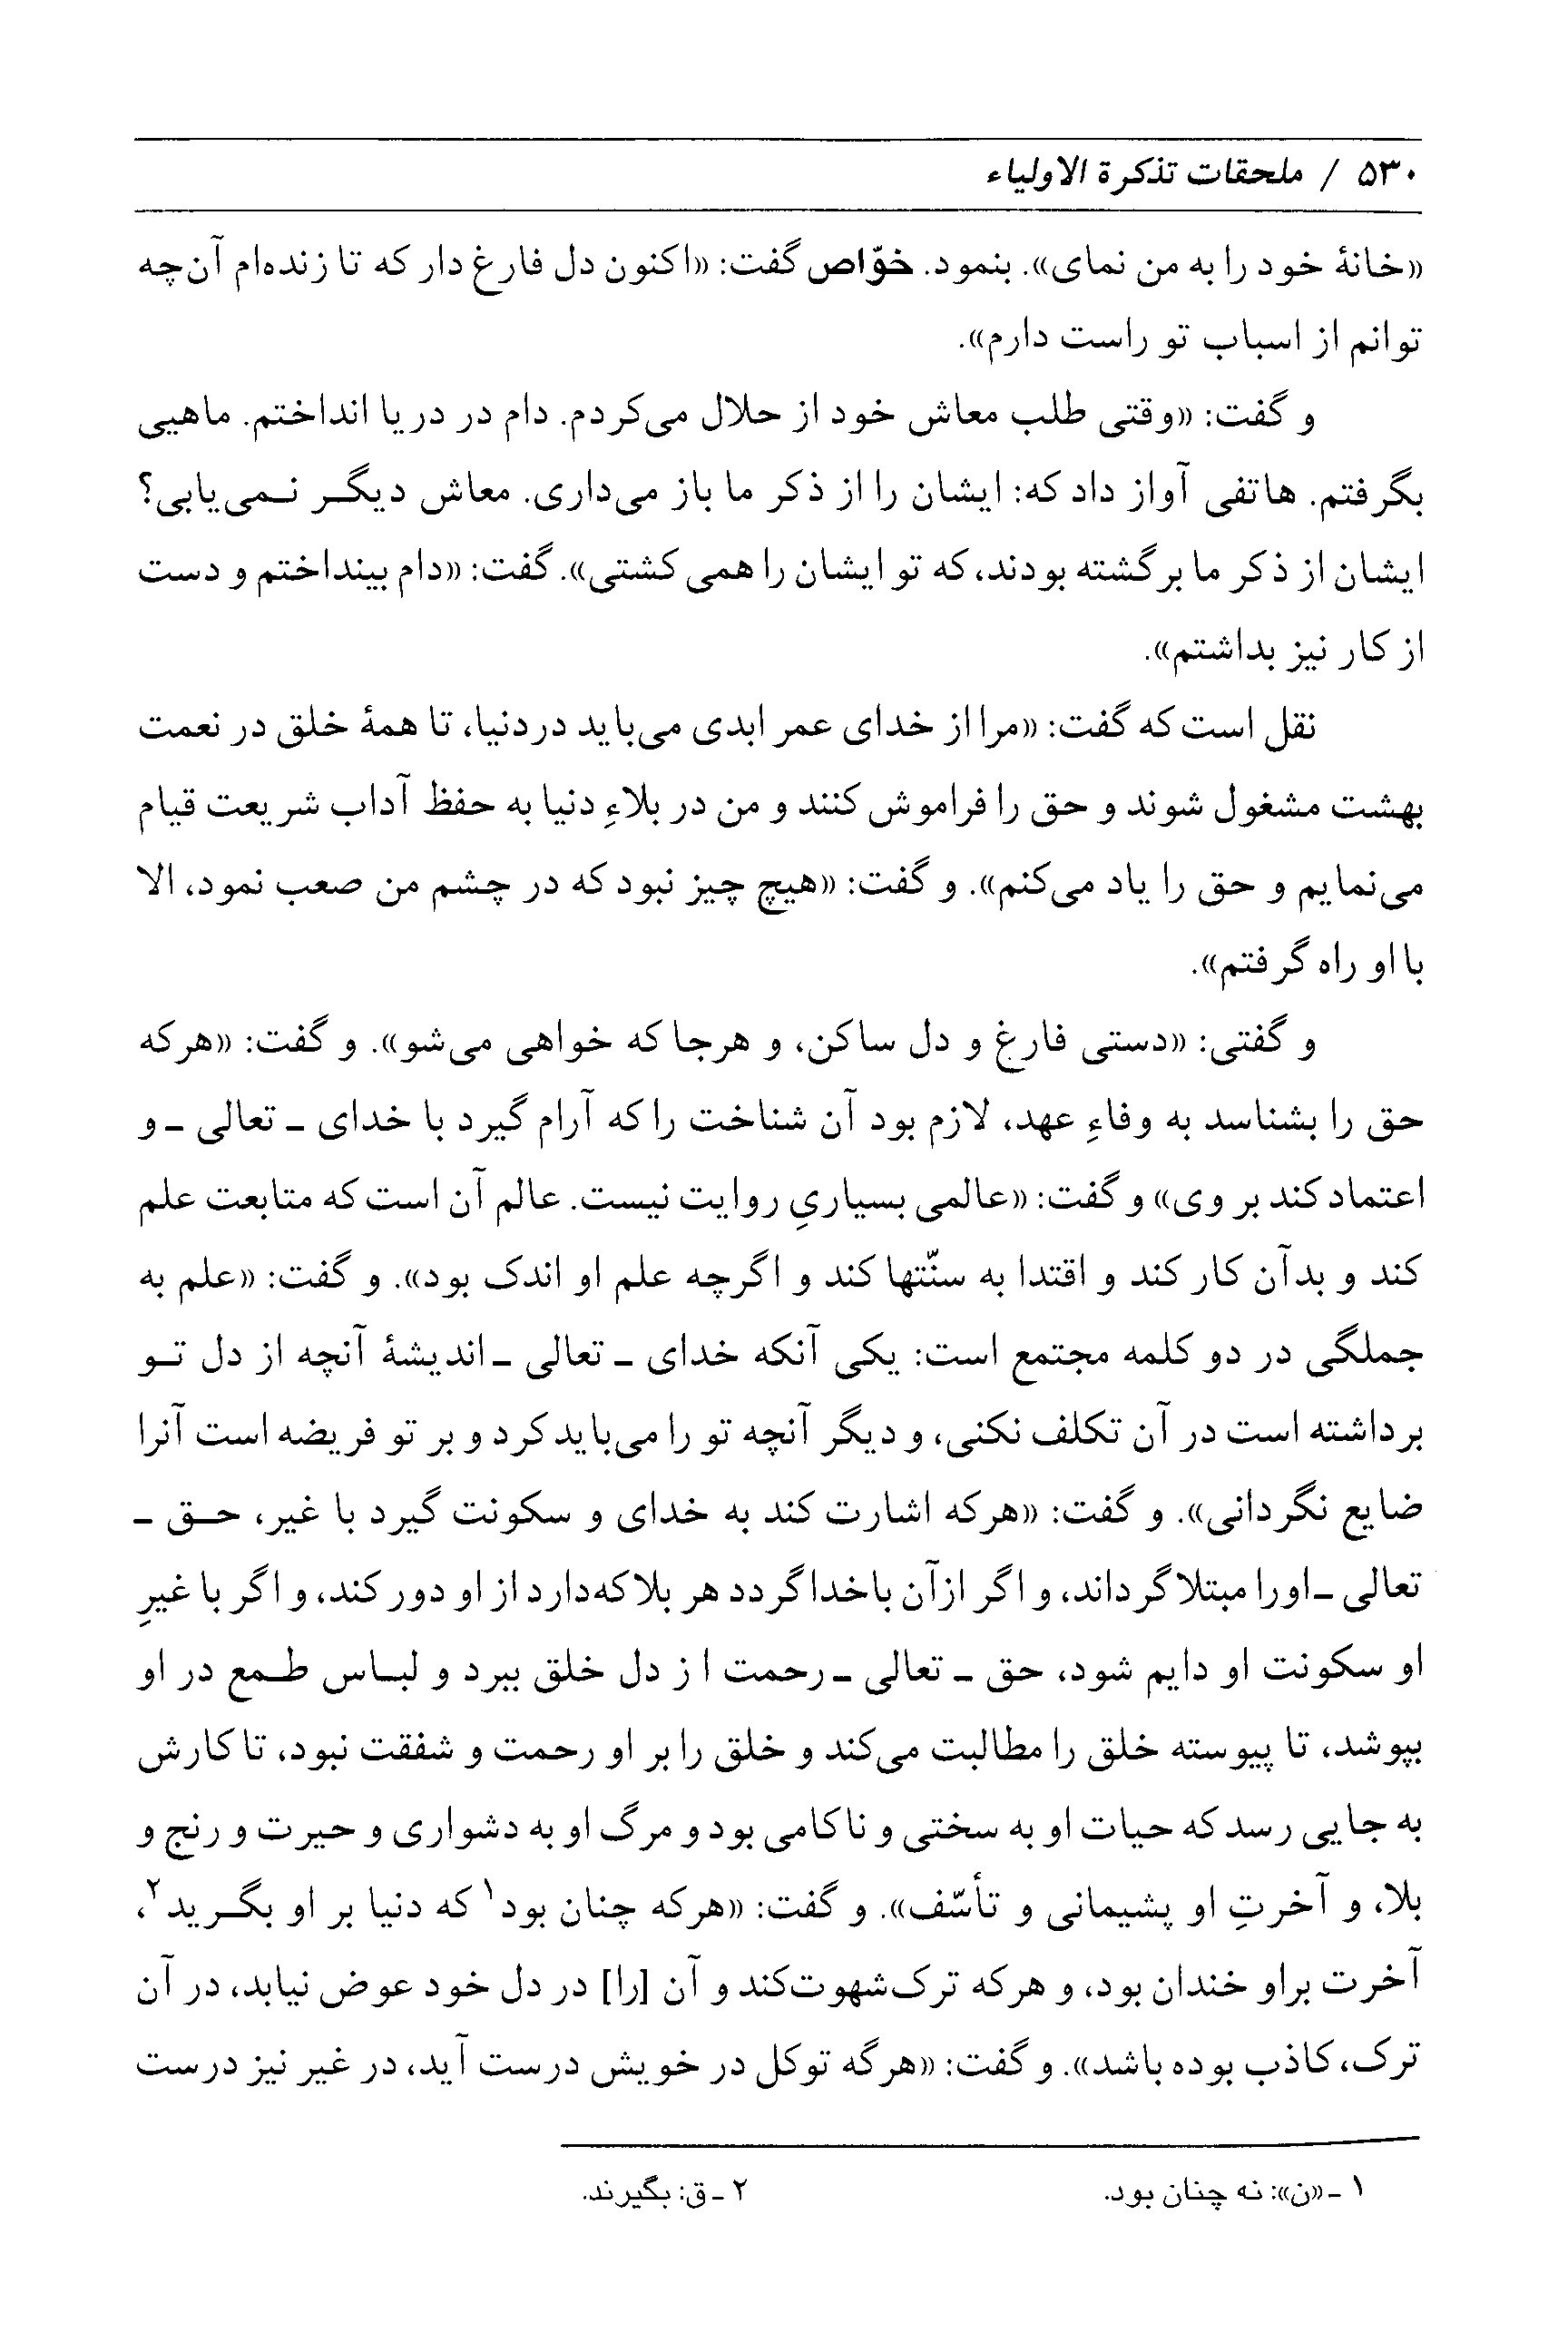 ۵۳۰ / ملحقات تذکرة الاولیاء
«خانهٔ خود را به من نمای». بنمود. خوّاص گفت: «اکنون دل فارغ دار که تا زنده‌ام آن‌چه
توانم از اسباب تو راست دارم».
و گفت: «وقتی طلب معاش خود از حلال می‌کردم. دام در دریا انداختم. ماهیی
بگرفتم. هاتفی آواز داد که: ایشان را از ذکر ما باز می‌داری. معاش دیگر نمی‌یابی؟
ایشان از ذکر ما برگشته بودند، که تو ایشان را همی کشتی». گفت: «دام بینداختم و دست
از کار نیز بداشتم».
نقل است که گفت: «مرا از خدای عمر ابدی می‌باید دردنیا، تا همهٔ خلق در نعمت
بهشت مشغول شوند و حق را فراموش کنند و من در بلاءِ دنیا به حفظ آداب شریعت قیام
می‌نمایم و حق را یاد می‌کنم». و گفت: «هیچ چیز نبود که در چشم من صعب نمود، الا
با او راه گرفتم».
و گفتی: «دستی فارغ و دل ساکن، و هرجا که خواهی می‌شو». و گفت: «هرکه
حق را بشناسد به وفاءِ عهد، لازم بود آن شناخت را که آرام گیرد با خدای ـ تعالی ـ و
اعتماد کند بر وی» و گفت: «عالمی بسیاریِ روایت نیست. عالم آن است که متابعت علم
کند و بدآن کار کند و اقتدا به سنّتها کند و اگرچه علم او اندک بود». و گفت: «علم به
جملگی در دو کلمه مجتمع است: یکی آنکه خدای ـ تعالی ـ اندیشهٔ آنچه از دل تو
برداشته است در آن تکلف نکنی، و دیگر آنچه تو را می‌باید کرد و بر تو فریضه است آنرا
ضایع نگردانی». و گفت: «هرکه اشارت کند به خدای و سکونت گیرد با غیر، حق ـ
تعالی ـ اورا مبتلا گرداند، و اگر ازآن باخدا گردد هر بلا که‌دارد از او دور کند، و اگر با غیرِ
او سکونت او دایم شود، حق ـ تعالی ـ رحمت ا ز دل خلق ببرد و لباس طمع در او
بپوشد، تا پیوسته خلق را مطالبت می‌کند و خلق را بر او رحمت و شفقت نبود، تا کارش
به جایی رسد که حیات او به سختی و ناکامی بود و مرگ او به دشواری و حیرت و رنج و
بلا، و آخرتِ او پشیمانی و تأسّف». و گفت: «هرکه چنان بود۱ که دنیا بر او بگرید۲،
آخرت براو خندان بود، و هرکه ترک‌شهوت‌کند و آن [را] در دل خود عوض نیابد، در آن
ترک، کاذب بوده باشد». و گفت: «هرگه توکل در خویش درست آید، در غیر نیز درست
۱ ـ «ن»: نه چنان بود.
۲ ـ ق: بگیرند.